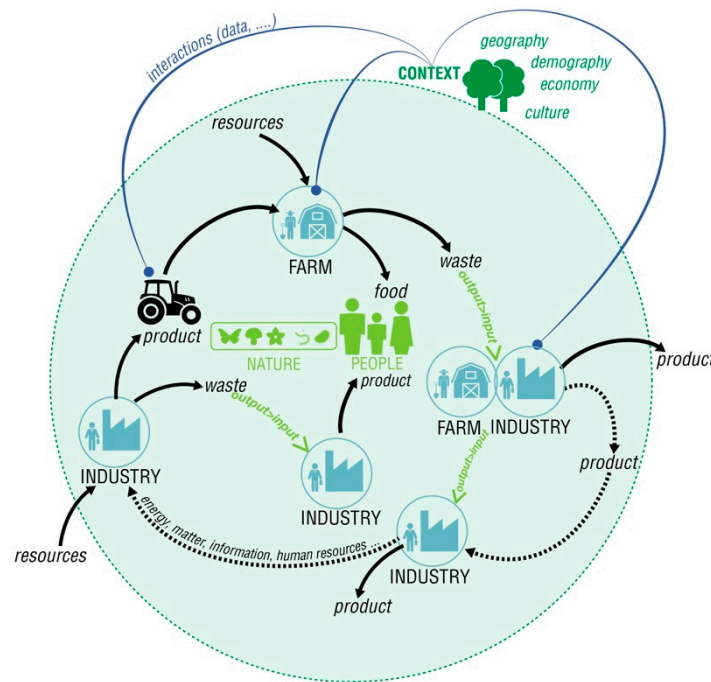 interactions (data, ....)
geography
CONTEXT
demography
economy
culture
resources
FARM
waste
food
output>input
product
NATURE
PEOPLE
product
product
waste
output>input
FARM INDUSTRY
INDUSTRY
product
output>input
INDUSTRY
energy, matter, information, human resources ...
resources
INDUSTRY
product